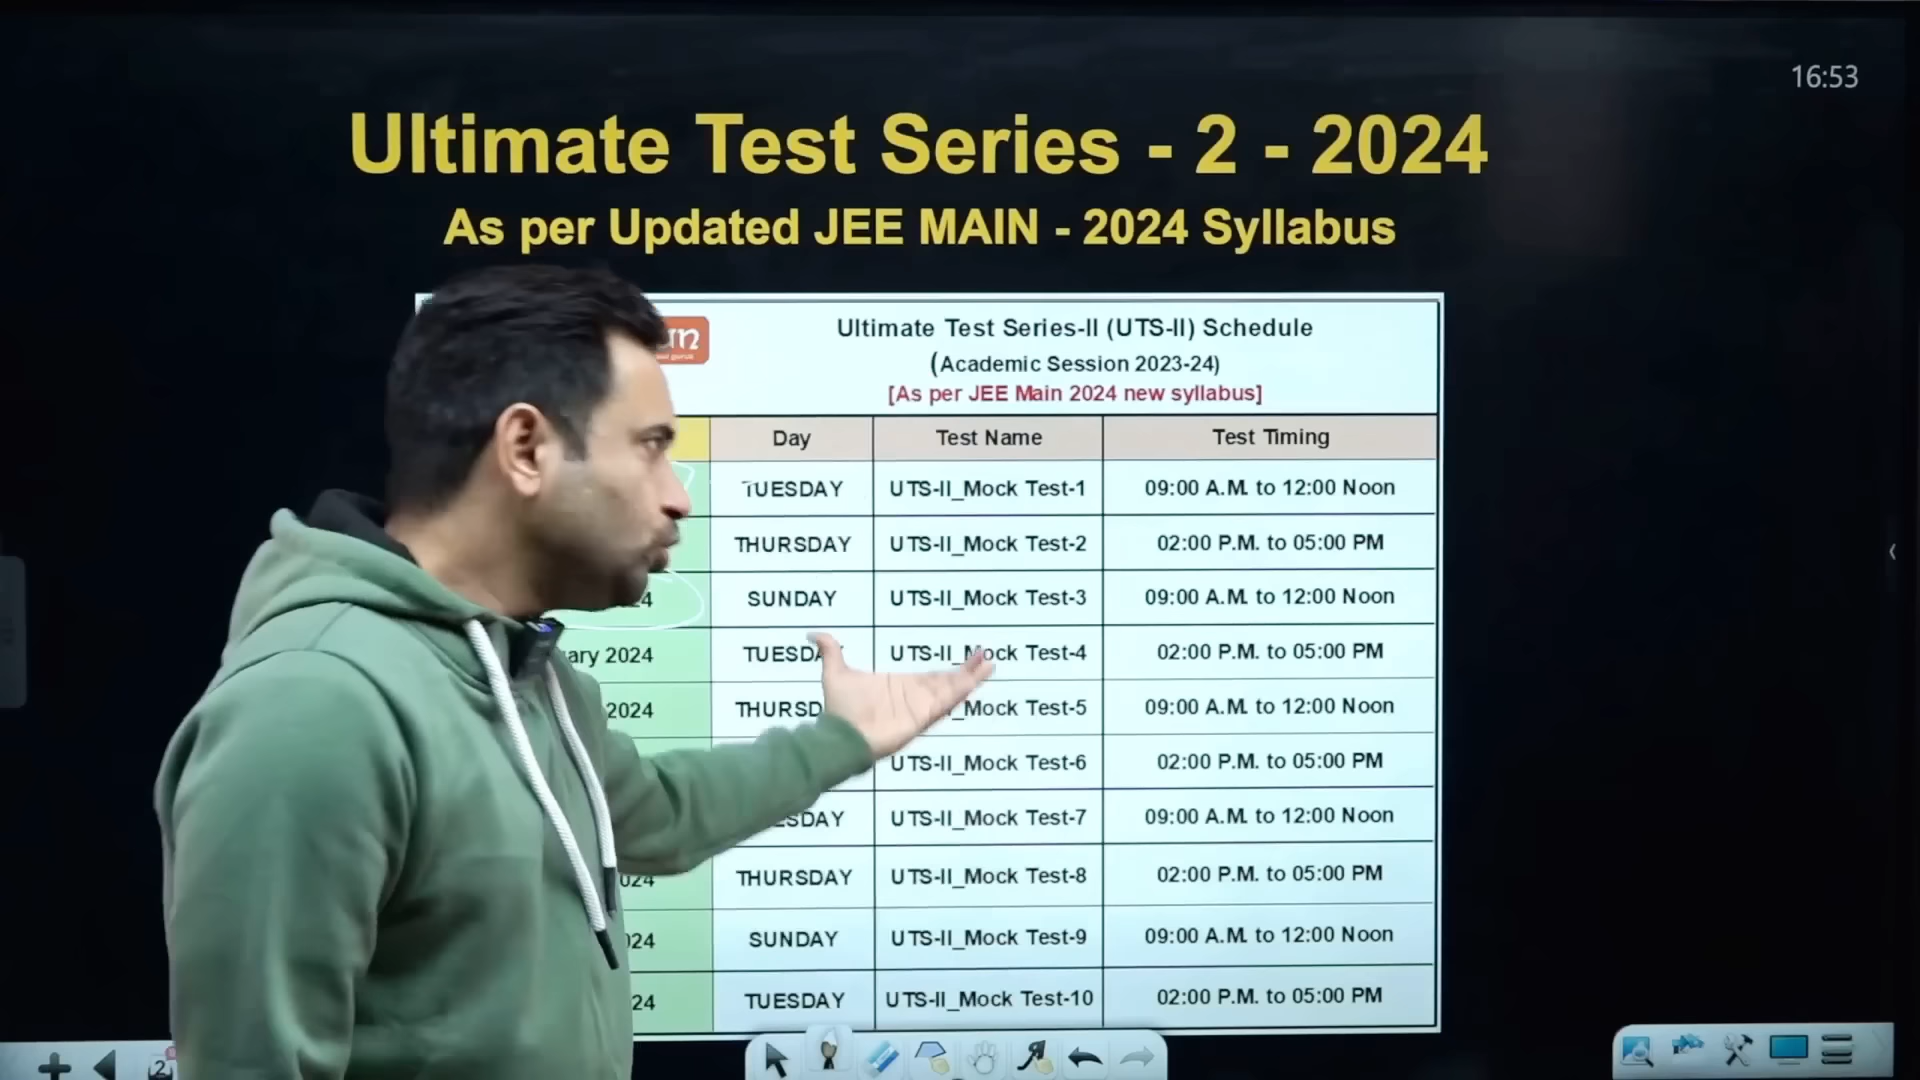 16:53
Ultimate Test Series - 2 - 2024
As per Updated JEE MAIN - 2024 Syllabus
Ultimate Test Series-II (UTS-II) Schedule
(Academic Session 2023-24)
[As per JEE Main 2024 new syllabus]
Day Test Name Test Timing
TUESDAY UTS-II_Mock Test-1 09:00 A.M. to 12:00 Noon
THURSDAY UTS-II_Mock Test-2 02:00 P.M. to 05:00 PM
SUNDAY UTS-II_Mock Test-3 09:00 A.M. to 12:00 Noon
2024 UTS-II_Mock Test-4 02:00 P.M. to 05:00 PM
2024 Mock Test-5 09:00 A.M. to 12:00 Noon
UTS-II_Mock Test-6 02:00 P.M. to 05:00 PM
UTS-II_Mock Test-7 09:00 A.M. to 12:00 Noon
THURSDAY UTS-II_Mock Test-8 02:00 P.M. to 05:00 PM
SUNDAY UTS-II_Mock Test-9 09:00 A.M. to 12:00 Noon
TUESDAY UTS-II_Mock Test-10 02:00 P.M. to 05:00 PM
2